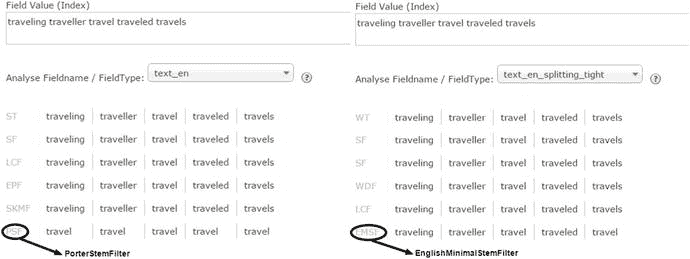 Field Value (Index)
traveling traveller travel traveled travels
Analyse Fieldname / FieldType: text_en ?
ST traveling traveller travel traveled travels
SF traveling traveller travel traveled travels
LCF traveling traveller travel traveled travels
EPF traveling traveller travel traveled travels
SKMF traveling traveller travel traveled travels
PSF travel travel travel travel travel
PorterStemFilter
Field Value (Index)
traveling traveller travel traveled travels
Analyse Fieldname / FieldType: text_en_splitting_tight ?
WT traveling traveller travel traveled travels
SF traveling traveller travel traveled travels
SF traveling traveller travel traveled travels
WDF traveling traveller travel traveled travels
LCF traveling traveller travel traveled travels
EMSF traveling traveller travel traveled travel
EnglishMinimalStemFilter